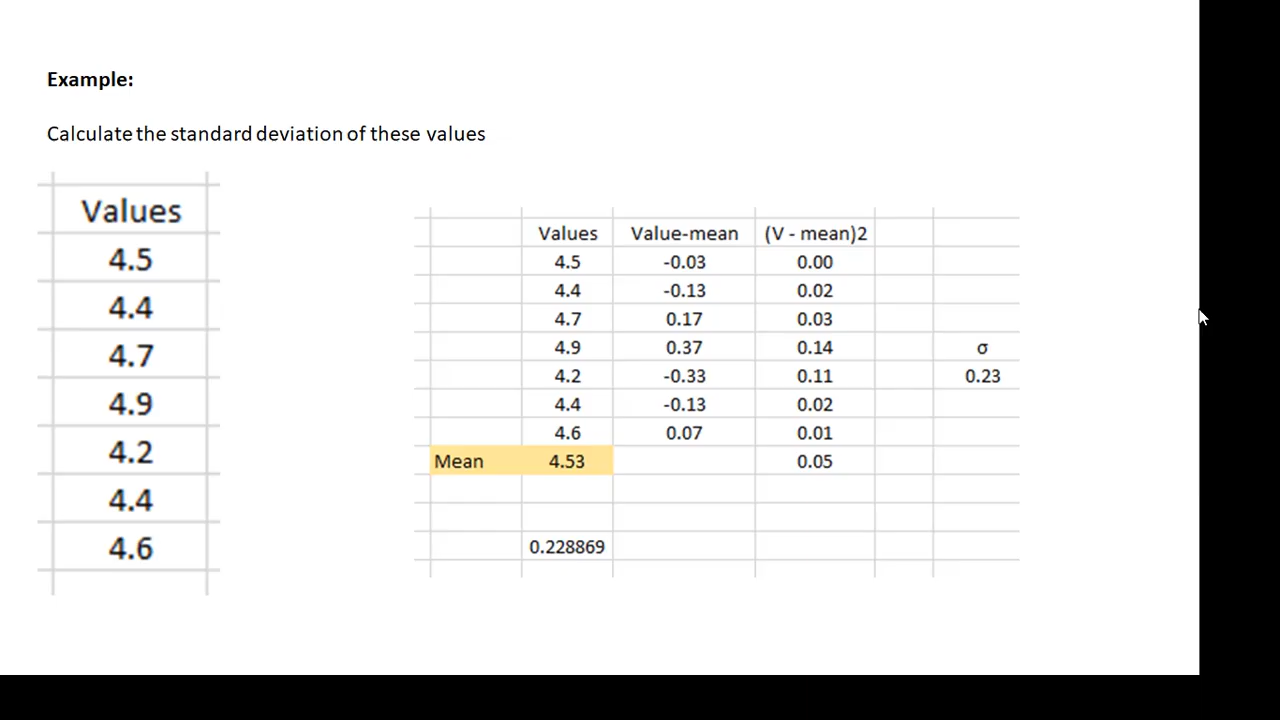 Example:
Calculate the standard deviation of these values
Values
4.5
4.4
4.7
4.9
4.2
4.4
4.6
Values Value-mean (V - mean)2
4.5 -0.03 0.00
4.4 -0.13 0.02
4.7 0.17 0.03
4.9 0.37 0.14 σ
4.2 -0.33 0.11 0.23
4.4 -0.13 0.02
4.6 0.07 0.01
Mean 4.53 0.05
0.228869